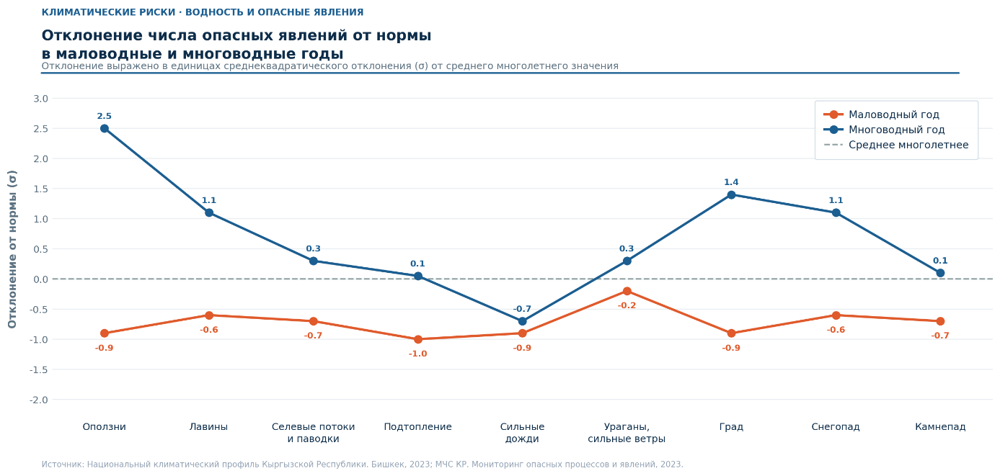 КЛИМАТИЧЕСКИЕ РИСКИ · ВОДНОСТЬ И ОПАСНЫЕ ЯВЛЕНИЯ
Отклонение числа опасных явлений от нормы
в маловодные и многоводные годы
Отклонение выражено в единицах среднеквадратического отклонения (σ) от среднего многолетнего значения
Отклонение от нормы (σ)
3.0
2.5
2.0
1.5
1.0
0.5
0.0
-0.5
-1.0
-1.5
-2.0
Маловодный год
Многоводный год
Среднее многолетнее
2.5
1.1
0.3
0.1
-0.7
0.3
1.4
1.1
0.1
-0.9
-0.6
-0.7
-1.0
-0.9
-0.2
-0.9
-0.6
-0.7
Оползни
Лавины
Селевые потоки
и паводки
Подтопление
Сильные
дожди
Ураганы,
сильные ветры
Град
Снегопад
Камнепад
Источник: Национальный климатический профиль Кыргызской Республики. Бишкек, 2023; МЧС КР. Мониторинг опасных процессов и явлений, 2023.